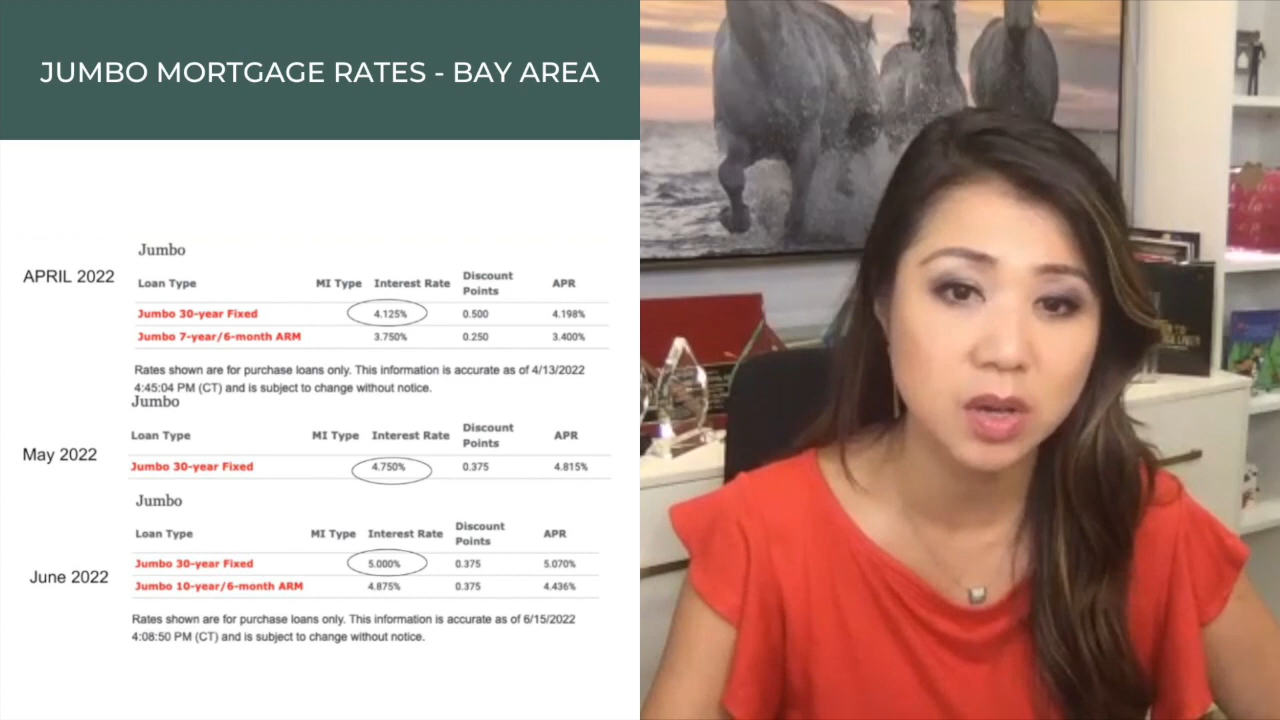 JUMBO MORTGAGE RATES - BAY AREA
APRIL 2022
Jumbo
Loan Type MI Type Interest Rate Discount Points APR
Jumbo 30-year Fixed 4.125% 0.500 4.198%
Jumbo 7-year/6-month ARM 3.750% 0.250 3.400%
Rates shown are for purchase loans only. This information is accurate as of 4/13/2022
4:45:04 PM (CT) and is subject to change without notice.
May 2022
Jumbo
Loan Type MI Type Interest Rate Discount Points APR
Jumbo 30-year Fixed 4.750% 0.375 4.815%
June 2022
Jumbo
Loan Type MI Type Interest Rate Discount Points APR
Jumbo 30-year Fixed 5.000% 0.375 5.070%
Jumbo 10-year/6-month ARM 4.875% 0.375 4.436%
Rates shown are for purchase loans only. This information is accurate as of 6/15/2022
4:08:50 PM (CT) and is subject to change without notice.